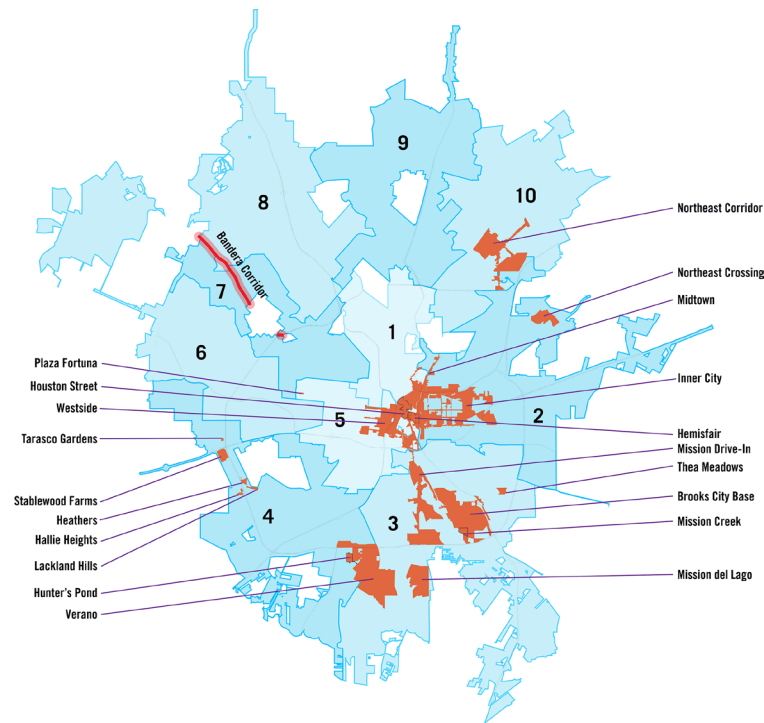 9
10
8
Northeast Corridor
Bandera Corridor
Northeast Crossing
7
Midtown
1
6
Plaza Fortuna
Inner City
Houston Street
Westside
5
2
Hemisfair
Tarasco Gardens
Mission Drive-In
Thea Meadows
Stablewood Farms
Brooks City Base
Heathers
4
3
Mission Creek
Hallie Heights
Lackland Hills
Mission del Lago
Hunter's Pond
Verano